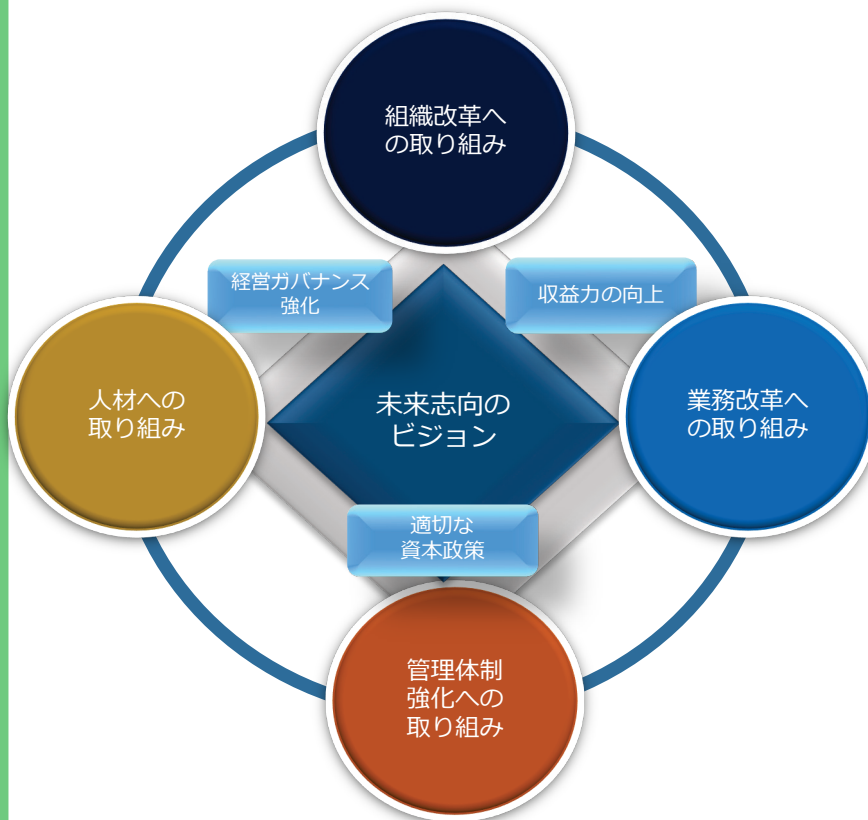 組織改革へ
の取り組み
経営ガバナンス
強化
収益力の向上
人材への
取り組み
未来志向の
ビジョン
業務改革へ
の取り組み
適切な
資本政策
管理体制
強化への
取り組み